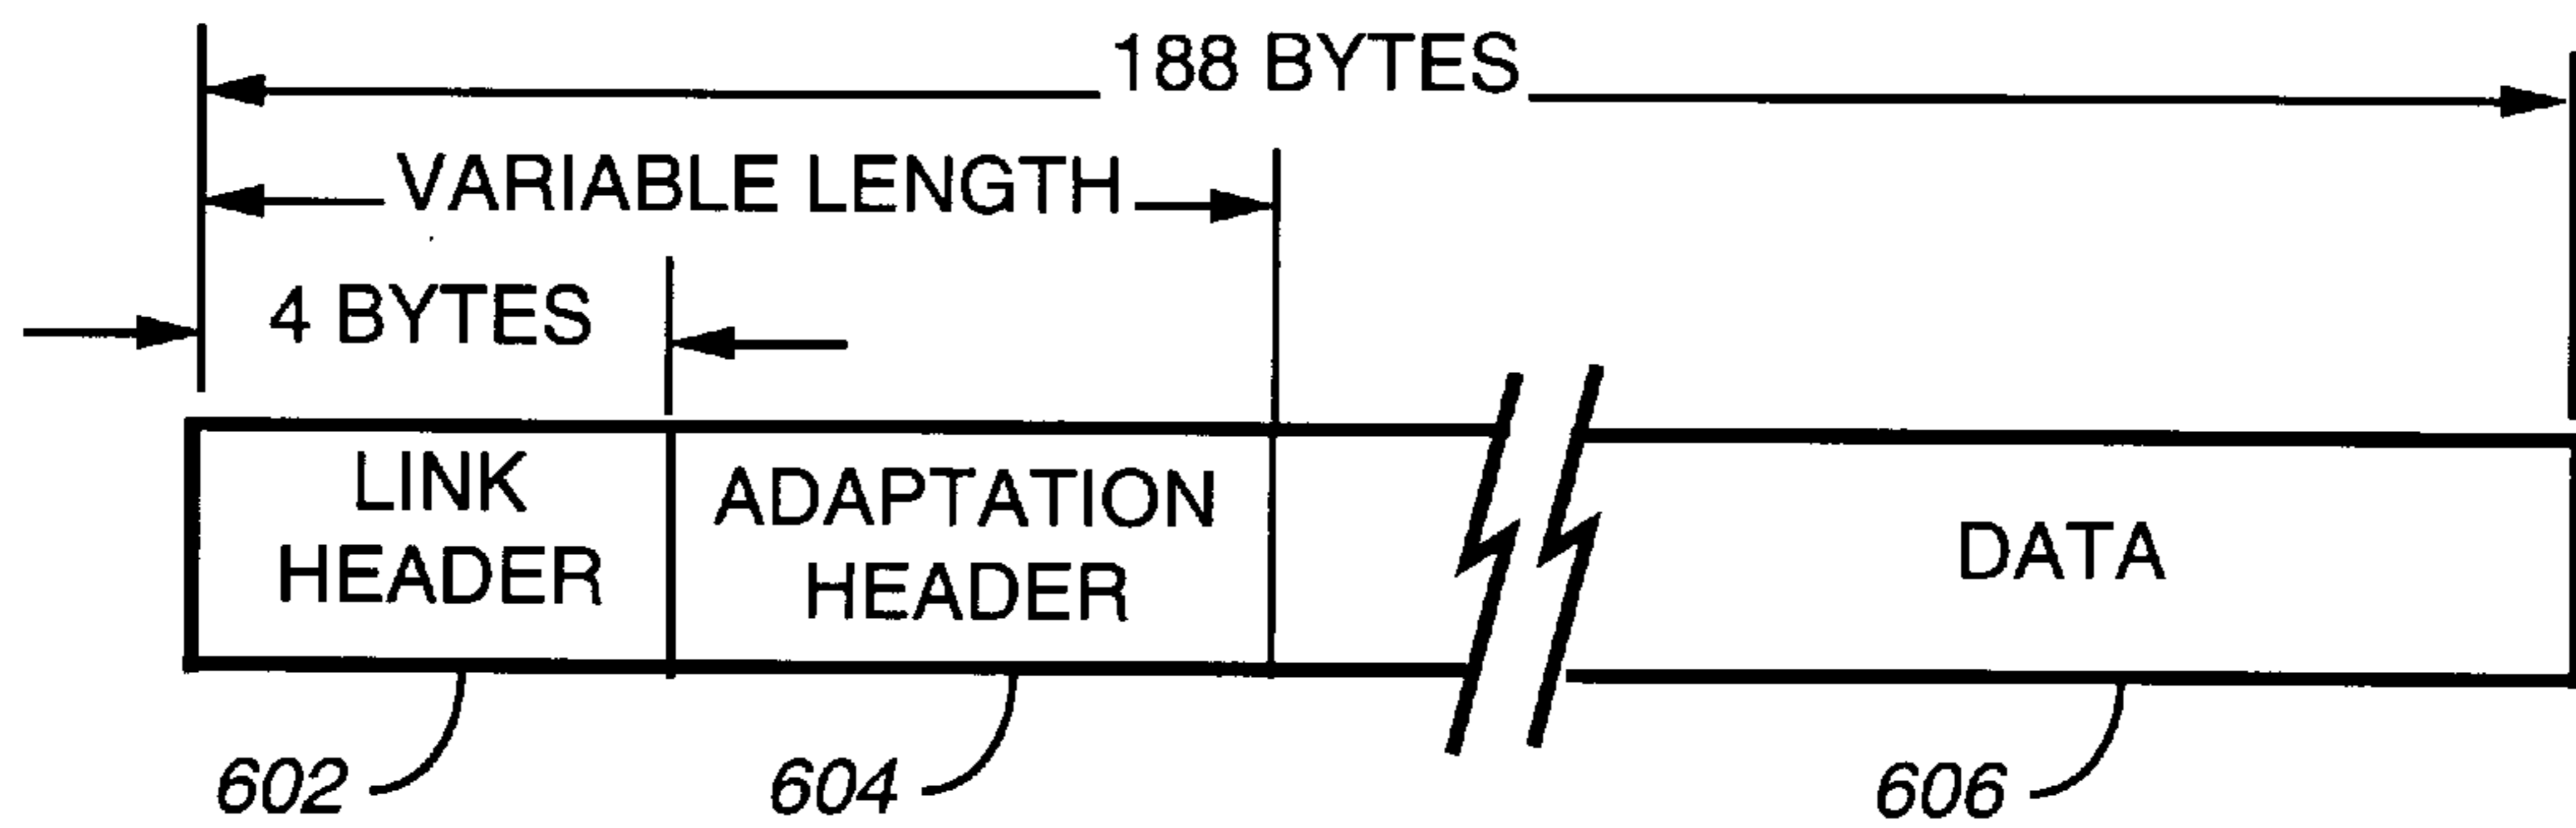 188 BYTES
VARIABLE LENGTH
4 BYTES
LINK
HEADER
ADAPTATION
HEADER
DATA
602
604
606